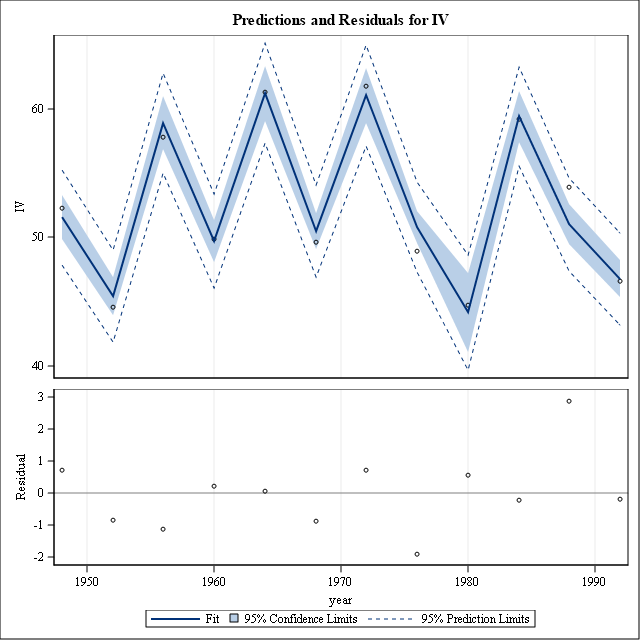 Predictions and Residuals for IV
60
50
40
IV
3
2
1
0
-1
-2
Residual
1950 1960 1970 1980 1990
year
Fit 95% Confidence Limits 95% Prediction Limits